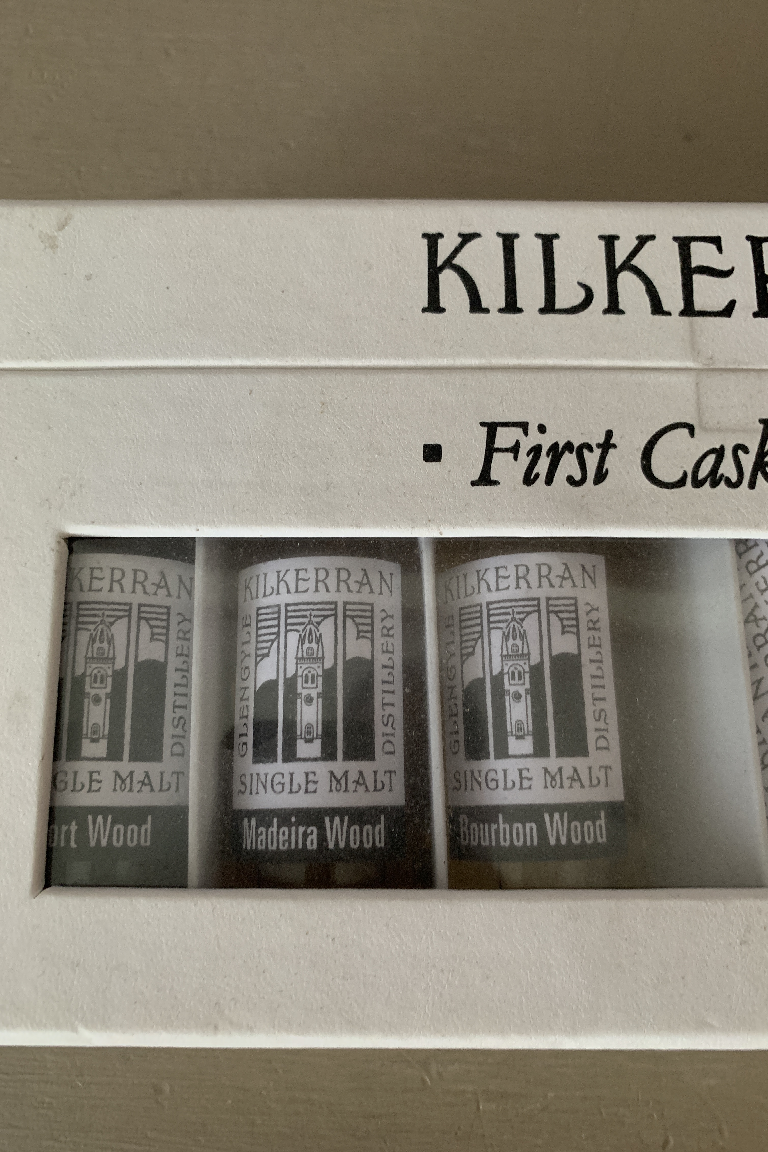 KILKER
▪ First Cask
KERRAN
DISTILLERY
GLE MALT
ort Wood
KILKERRAN
GLENGYLE
DISTILLERY
SINGLE MALT
Madeira Wood
KILKERRAN
GLENGYLE
DISTILLERY
SINGLE MALT
Bourbon Wood